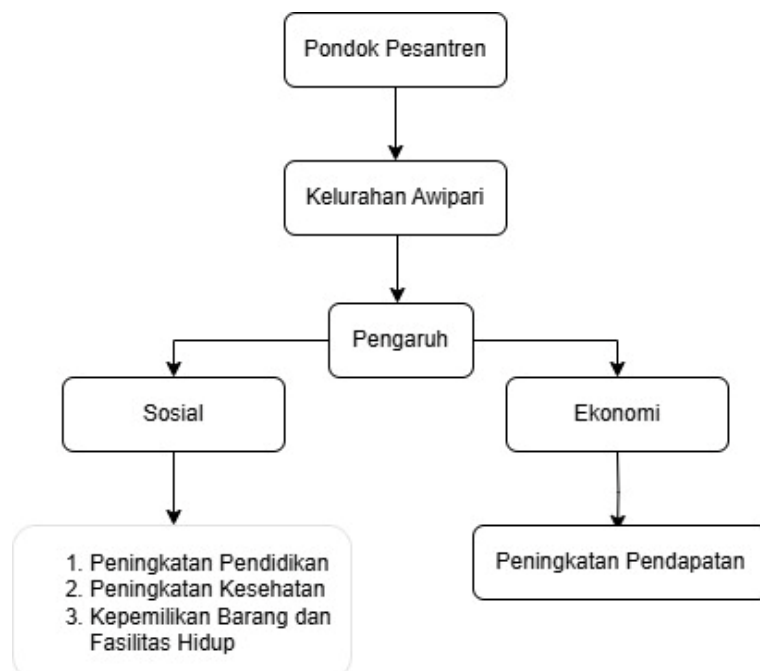 Pondok Pesantren
Kelurahan Awipari
Pengaruh
Sosial
Ekonomi
1. Peningkatan Pendidikan
2. Peningkatan Kesehatan
3. Kepemilikan Barang dan
Fasilitas Hidup
Peningkatan Pendapatan